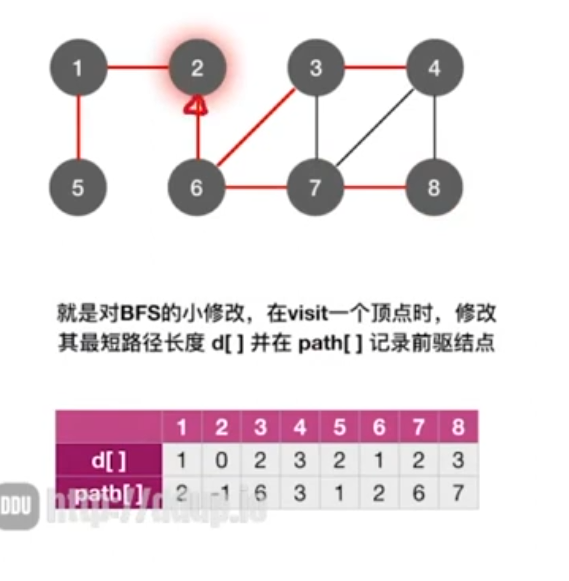 1 2 3 4
5 6 7 8
就是对BFS的小修改，在visit一个顶点时，修改
其最短路径长度 d[ ] 并在 path[ ] 记录前驱结点
1 2 3 4 5 6 7 8
d[ ] 1 0 2 3 2 1 2 3
path[ ] 2 -1 6 3 1 2 6 7
DDU